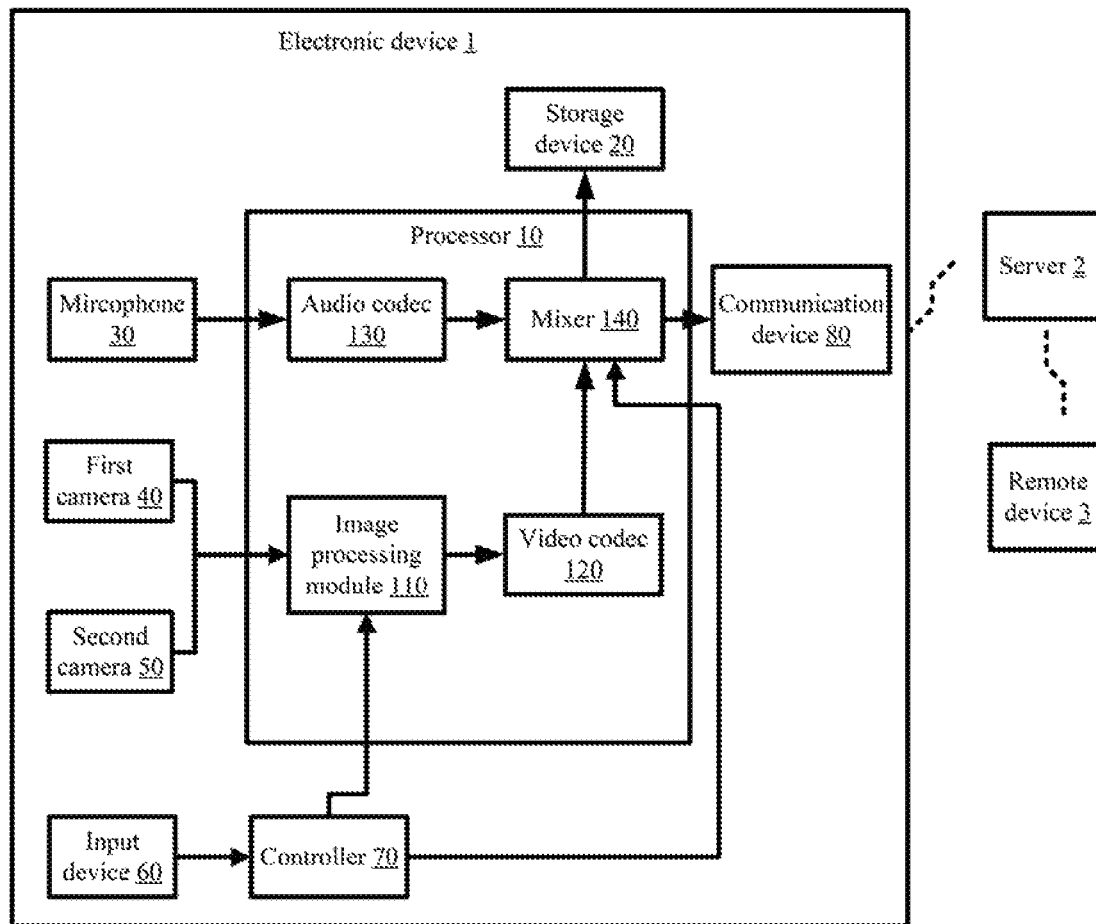 Electronic device 1
Storage
device 20
Processor 10
Mircophone
30
Audio codec
130
Mixer 140
Communication
device 80
Server 2
First
camera 40
Image
processing
module 110
Video codec
120
Remote
device 3
Second
camera 50
Input
device 60
Controller 70